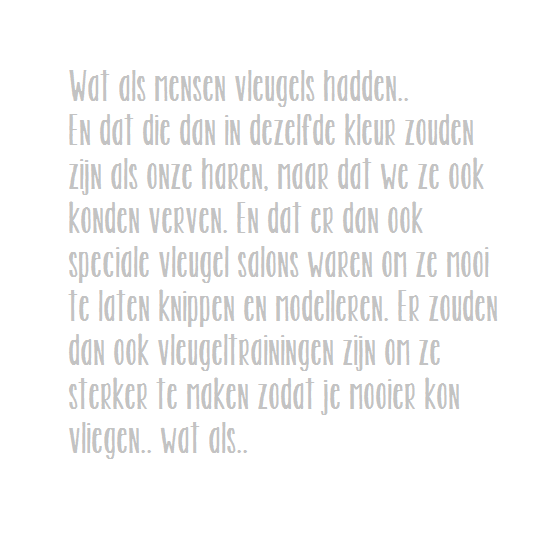 Wat als mensen vleugels hadden..
En dat die dan in dezelfde kleur zouden
zijn als onze haren, maar dat we ze ook
konden verven. En dat er dan ook
speciale vleugel salons waren om ze mooi
te laten knippen en modelleren. Er zouden
dan ook vleugeltrainingen zijn om ze
sterker te maken zodat je mooier kon
vliegen.. wat als..